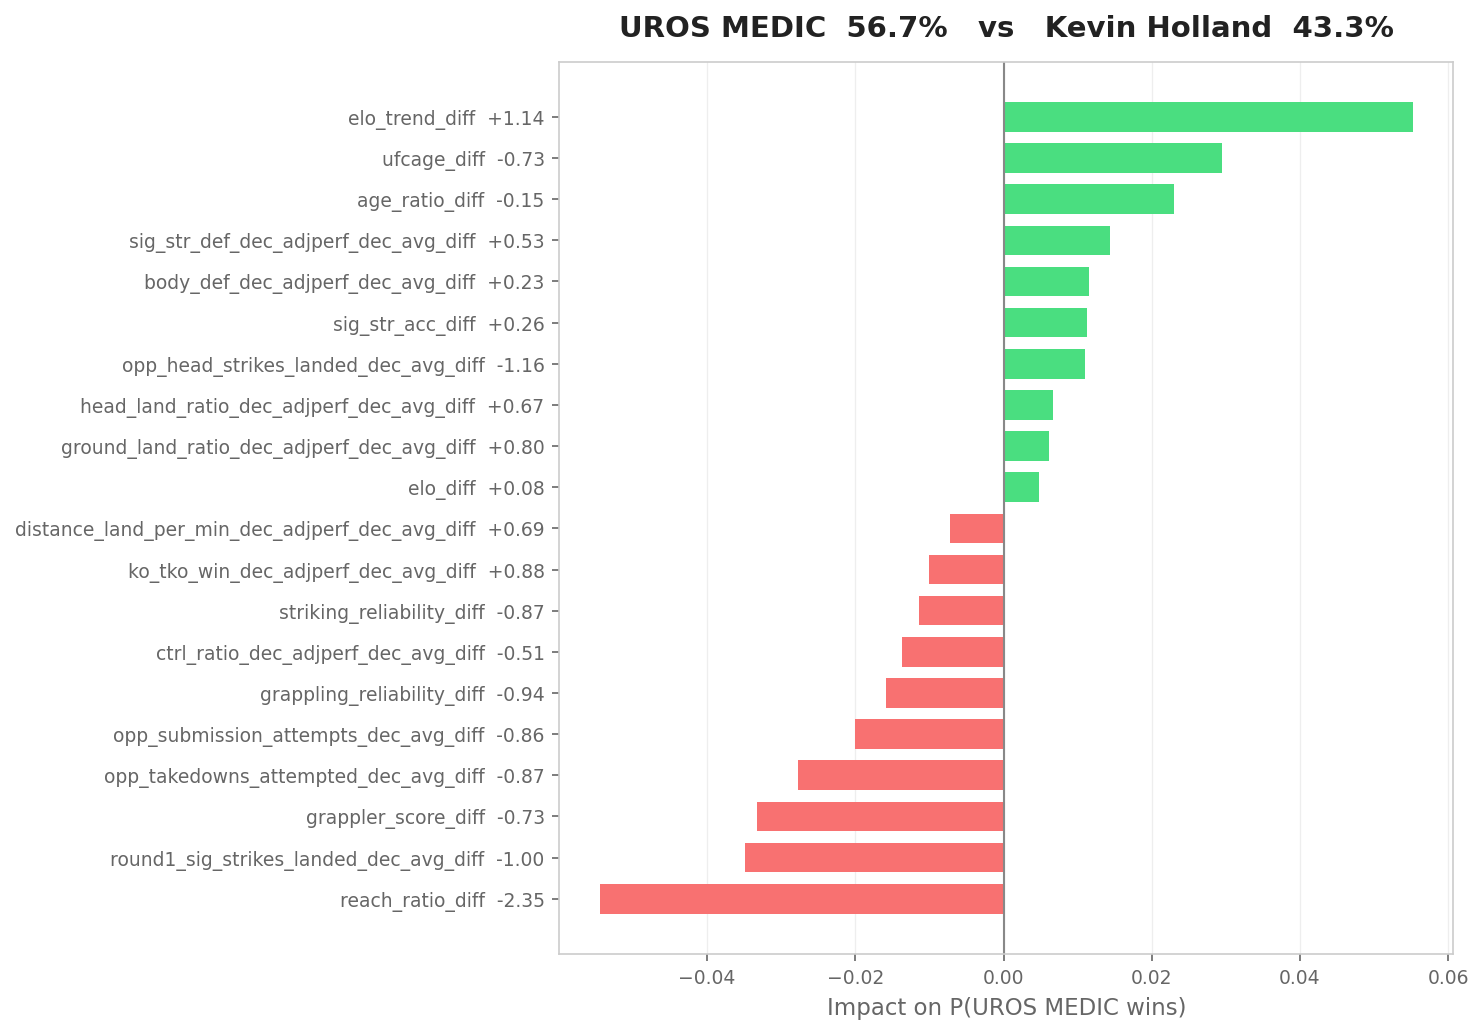 UROS MEDIC 56.7% vs Kevin Holland 43.3%
elo_trend_diff +1.14
ufcage_diff -0.73
age_ratio_diff -0.15
sig_str_def_dec_adjperf_dec_avg_diff +0.53
body_def_dec_adjperf_dec_avg_diff +0.23
sig_str_acc_diff +0.26
opp_head_strikes_landed_dec_avg_diff -1.16
head_land_ratio_dec_adjperf_dec_avg_diff +0.67
ground_land_ratio_dec_adjperf_dec_avg_diff +0.80
elo_diff +0.08
distance_land_per_min_dec_adjperf_dec_avg_diff +0.69
ko_tko_win_dec_adjperf_dec_avg_diff +0.88
striking_reliability_diff -0.87
ctrl_ratio_dec_adjperf_dec_avg_diff -0.51
grappling_reliability_diff -0.94
opp_submission_attempts_dec_avg_diff -0.86
opp_takedowns_attempted_dec_avg_diff -0.87
grappler_score_diff -0.73
round1_sig_strikes_landed_dec_avg_diff -1.00
reach_ratio_diff -2.35
−0.04 −0.02 0.00 0.02 0.04 0.06
Impact on P(UROS MEDIC wins)